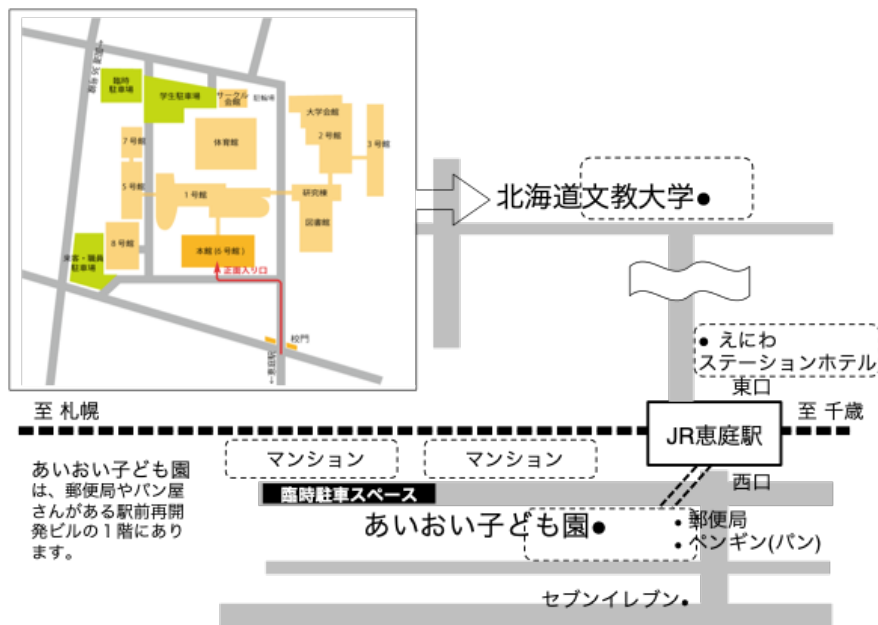 国道36号線
臨時
駐車場
学生駐車場
サークル
会館
駐輪場
大学会館
2号館
3号館
7号館
体育館
5号館
1号館
研究棟
図書館
8号館
本館(6号館)
来客・職員
駐車場
正面入り口
校門
←恵庭駅
北海道文教大学
えにわ
ステーションホテル
東口
至 札幌
至 千歳
JR恵庭駅
マンション
マンション
西口
臨時駐車スペース
あいおい子ども園
は、郵便局やパン屋
さんがある駅前再開
発ビルの1階にあり
ます。
あいおい子ども園
郵便局
ペンギン(パン)
セブンイレブン